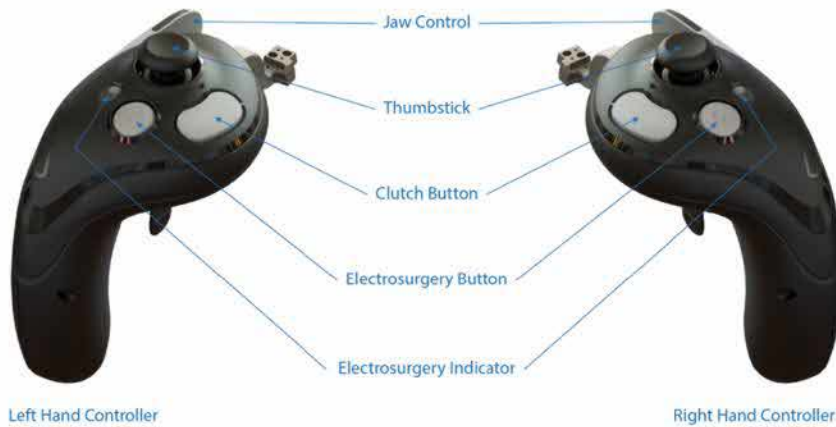 Jaw Control
Thumbstick
Clutch Button
Electrosurgery Button
Electrosurgery Indicator
Left Hand Controller
Right Hand Controller